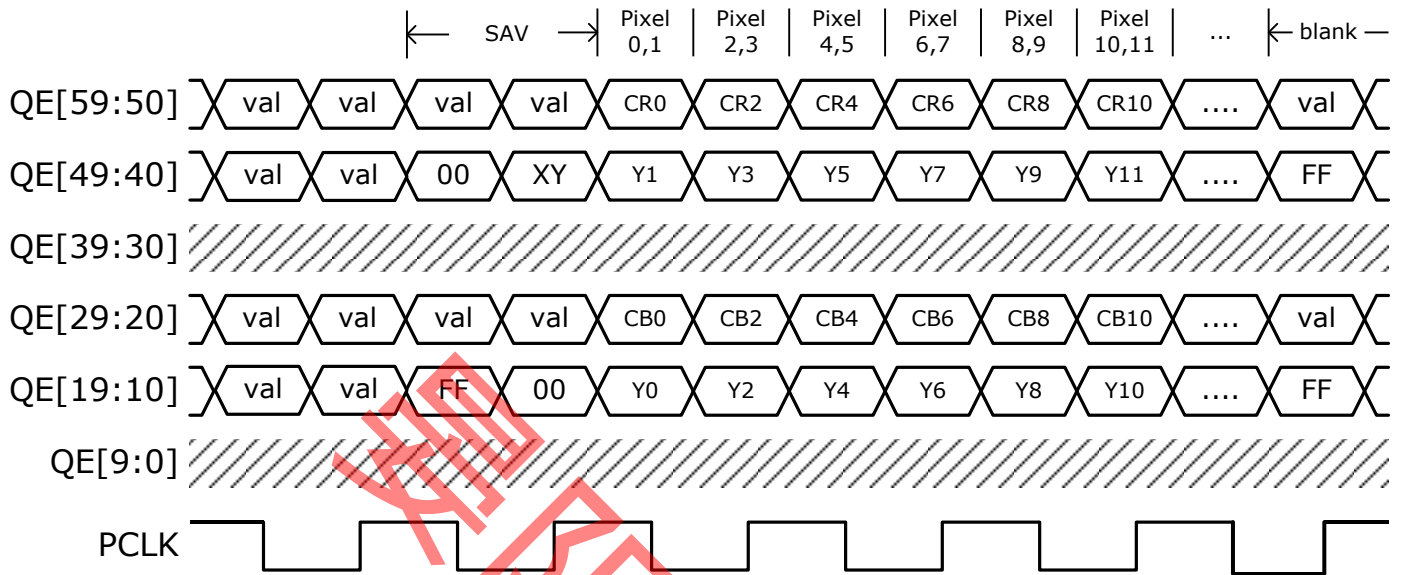 SAV Pixel 0,1 Pixel 2,3 Pixel 4,5 Pixel 6,7 Pixel 8,9 Pixel 10,11 ... blank
QE[59:50] val val val val CR0 CR2 CR4 CR6 CR8 CR10 .... val
QE[49:40] val val 00 XY Y1 Y3 Y5 Y7 Y9 Y11 .... FF
QE[39:30]
QE[29:20] val val val val CB0 CB2 CB4 CB6 CB8 CB10 .... val
QE[19:10] val val FF 00 Y0 Y2 Y4 Y6 Y8 Y10 .... FF
QE[9:0]
PCLK